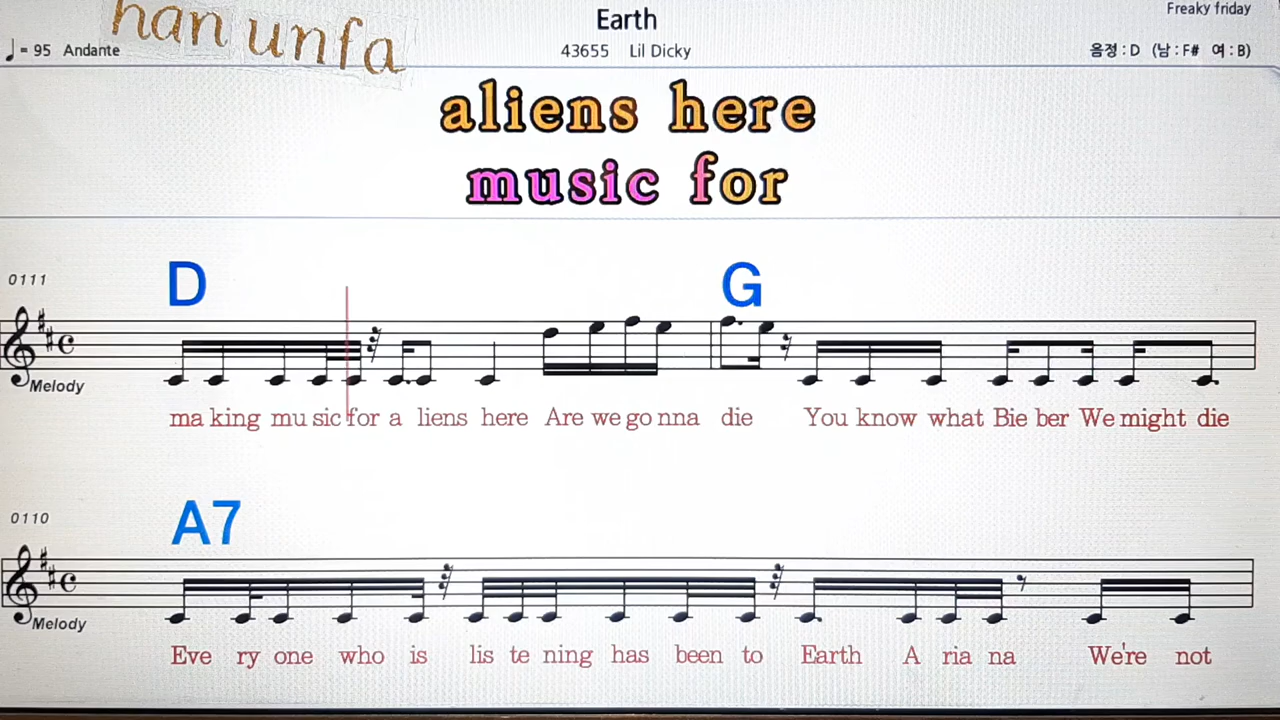 han unfa
Earth
Freaky friday
♩= 95 Andante
43655 Lil Dicky
음정 : D (남 : F# 여 : B)
aliens here
music for
D G
0111
Melody
ma king mu sic for a liens here Are we go nna die You know what Bie ber We might die
A7
0110
Melody
Eve ry one who is lis te ning has been to Earth A ria na We're not